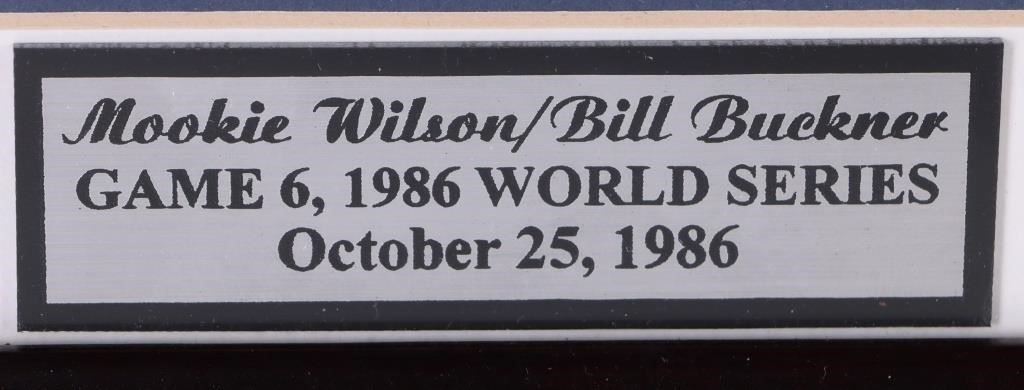 Mookie Wilson/Bill Buckner
GAME 6, 1986 WORLD SERIES
October 25, 1986